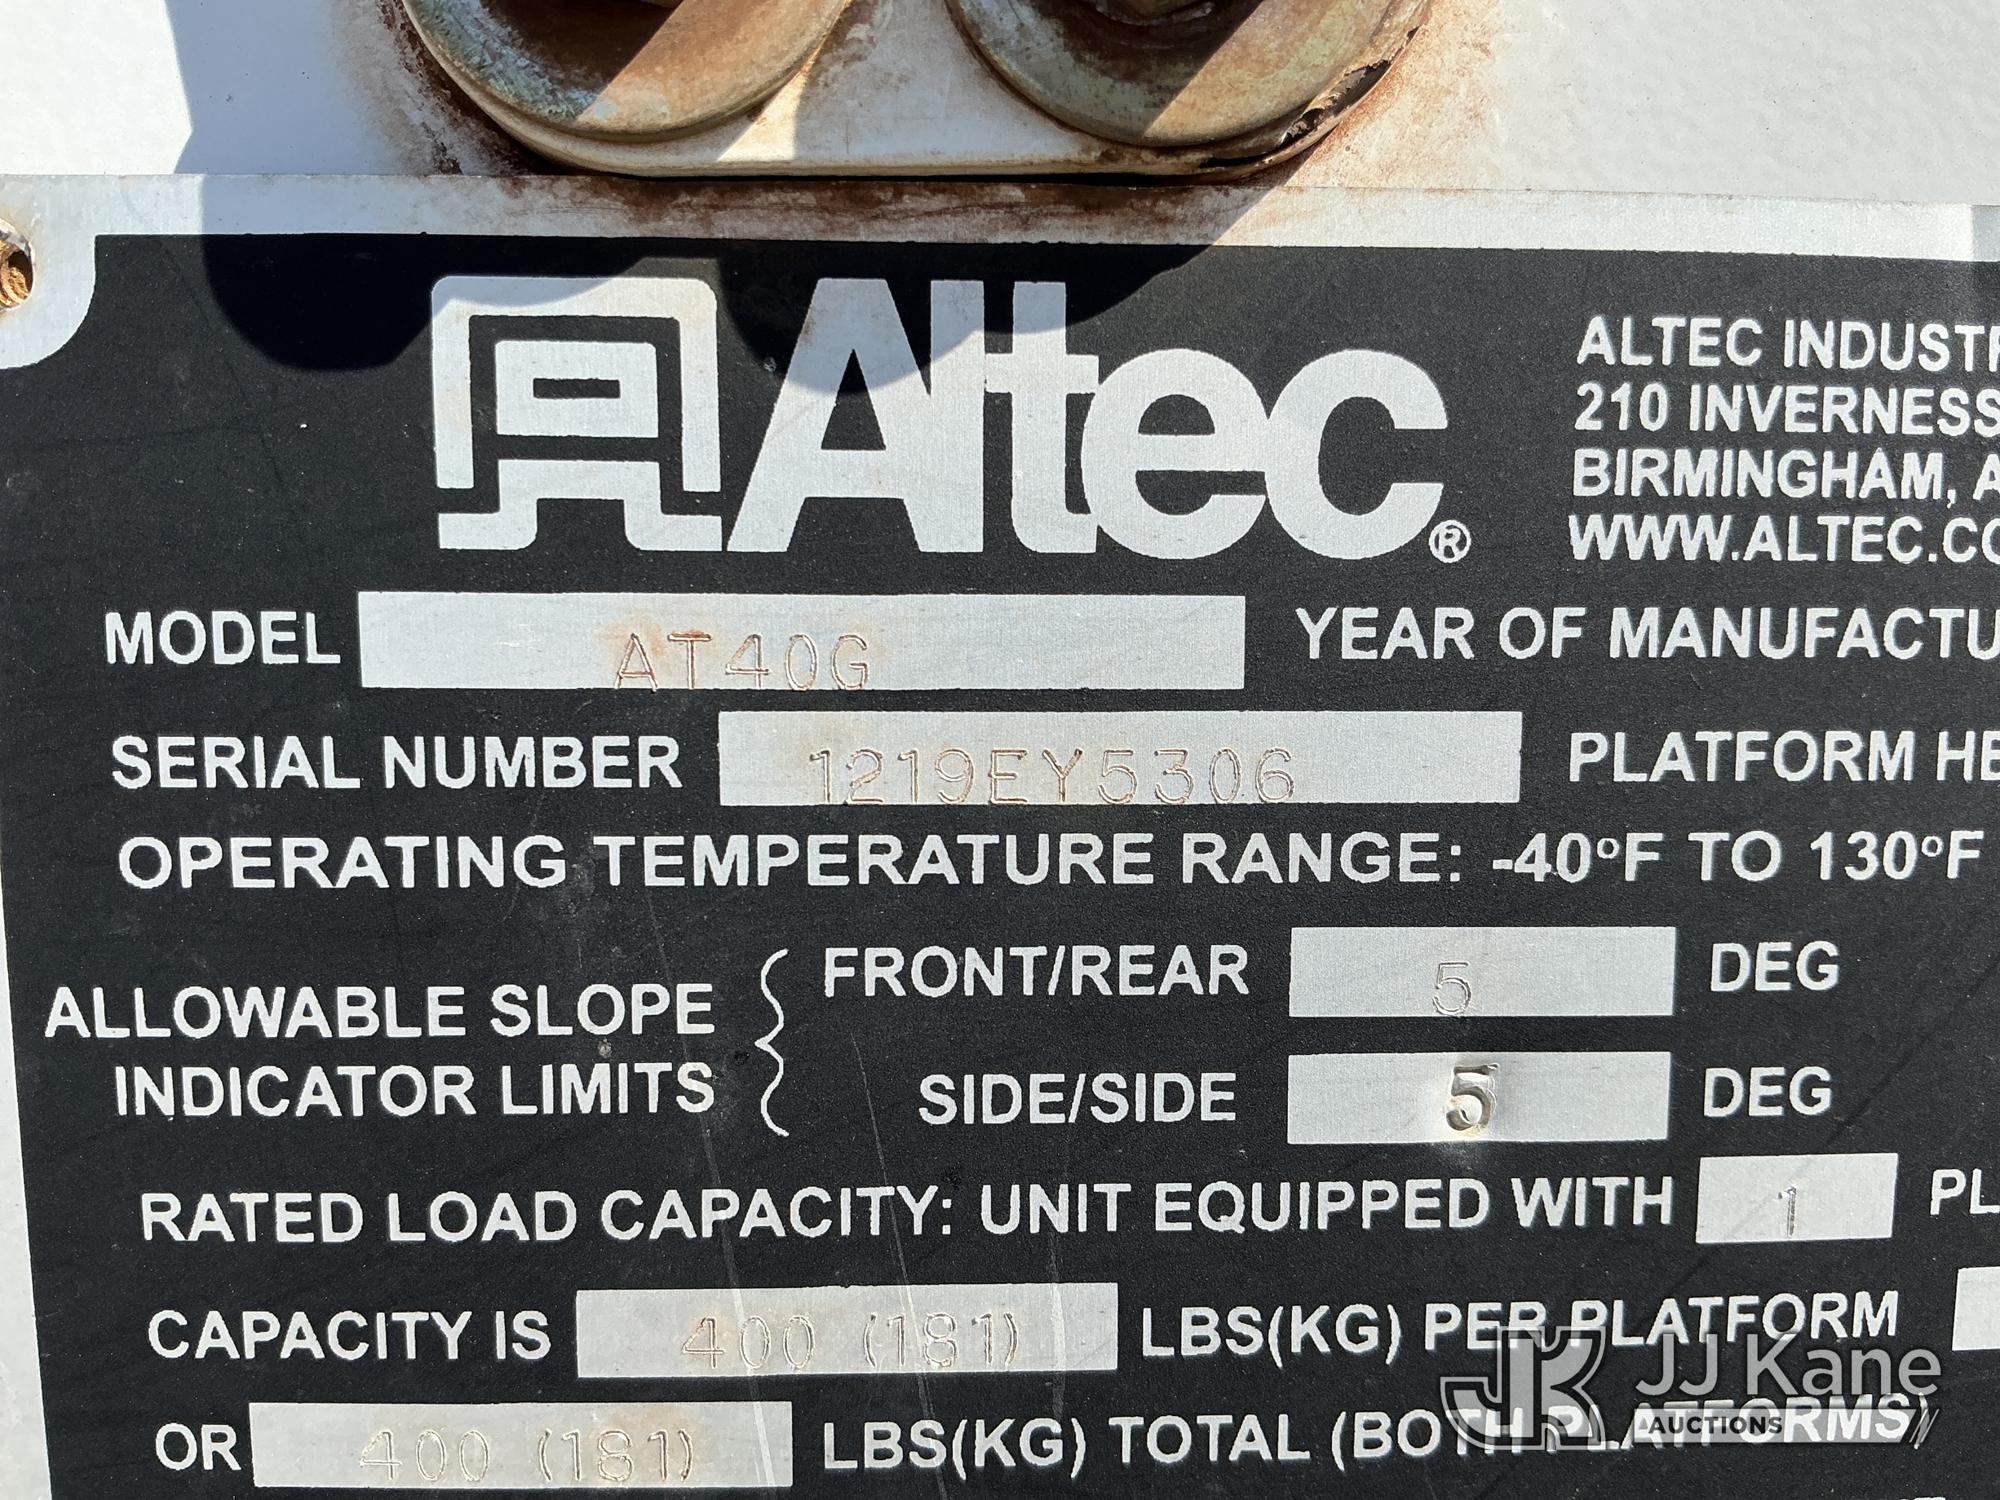 Altec®
ALTEC INDUSTR
210 INVERNESS
BIRMINGHAM, A
WWW.ALTEC.CO
MODEL AT40G YEAR OF MANUFACTU
SERIAL NUMBER 1219EY5306 PLATFORM HE
OPERATING TEMPERATURE RANGE: -40°F TO 130°F
ALLOWABLE SLOPE INDICATOR LIMITS
FRONT/REAR 5 DEG
SIDE/SIDE 5 DEG
RATED LOAD CAPACITY: UNIT EQUIPPED WITH 1 PL
CAPACITY IS 400 (181) LBS(KG) PER PLATFORM
OR 400 (181) LBS(KG) TOTAL (BOTH PLATFORMS)
JK JJ Kane
AUCTIONS